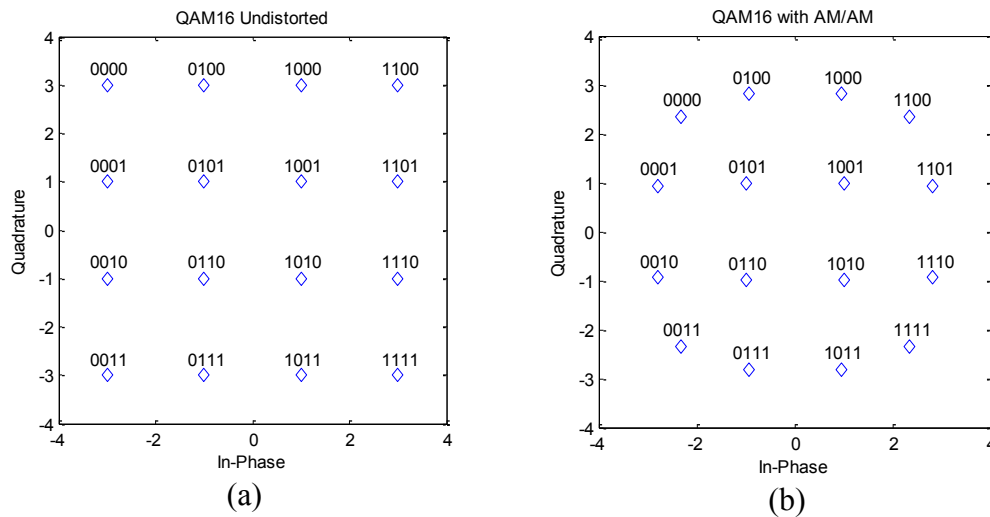 QAM16 Undistorted
4
0000 0100 1000 1100
3
2
0001 0101 1001 1101
1
Quadrature
0
0010 0110 1010 1110
-1
-2
0011 0111 1011 1111
-3
-4
-4 -2 0 2 4
In-Phase
(a)
QAM16 with AM/AM
4
0100 1000
3
0000 1100
2
0001 0101 1001 1101
1
Quadrature
0
0010 0110 1010 1110
-1
0011 1111
-2
0111 1011
-3
-4
-4 -2 0 2 4
In-Phase
(b)